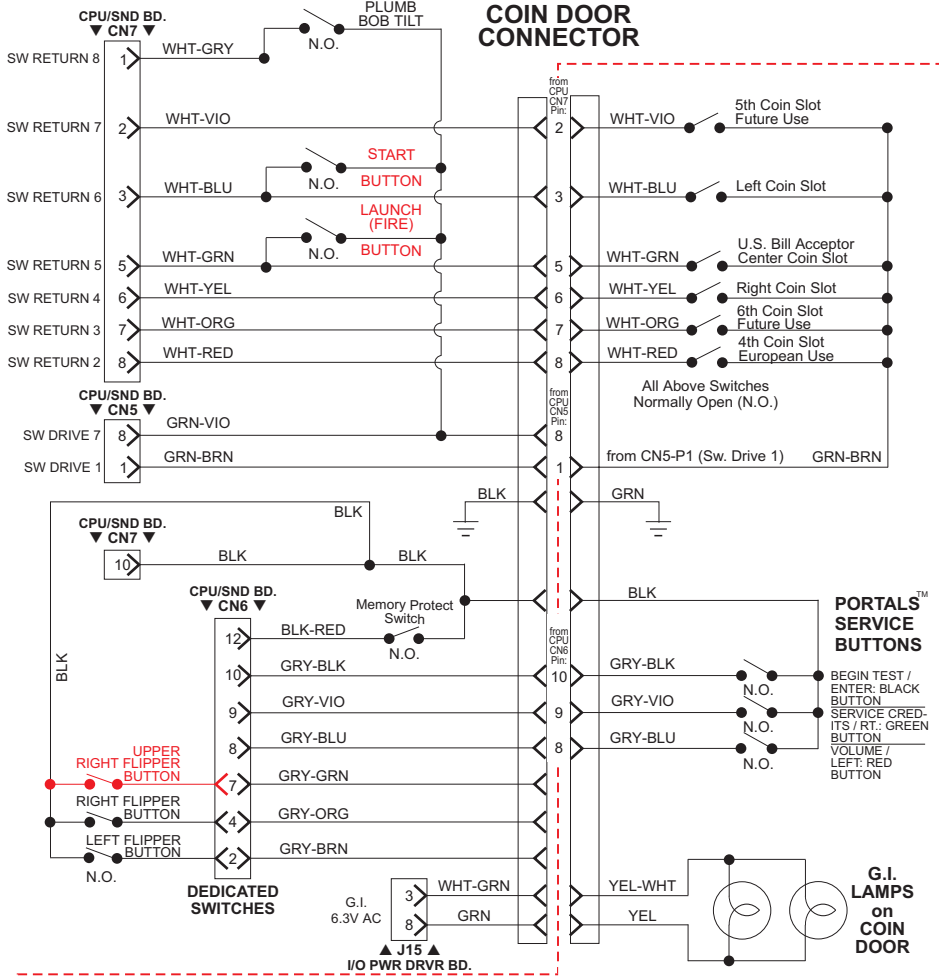 COIN DOOR
CONNECTOR
CPU/SND BD.
▼ CN7 ▼
PLUMB
BOB TILT
N.O.
SW RETURN 8 1 WHT-GRY
from
CPU
CN7
Pin:
SW RETURN 7 2 WHT-VIO 2 WHT-VIO
5th Coin Slot
Future Use
START
BUTTON
N.O.
SW RETURN 6 3 WHT-BLU 3 WHT-BLU Left Coin Slot
LAUNCH
(FIRE)
BUTTON
N.O.
SW RETURN 5 5 WHT-GRN 5 WHT-GRN
U.S. Bill Acceptor
Center Coin Slot
SW RETURN 4 6 WHT-YEL 6 WHT-YEL Right Coin Slot
SW RETURN 3 7 WHT-ORG 7 WHT-ORG
6th Coin Slot
Future Use
SW RETURN 2 8 WHT-RED 8 WHT-RED
4th Coin Slot
European Use
All Above Switches
Normally Open (N.O.)
CPU/SND BD.
▼ CN5 ▼
from
CPU
CN5
Pin:
SW DRIVE 7 8 GRN-VIO 8
SW DRIVE 1 1 GRN-BRN 1 from CN5-P1 (Sw. Drive 1) GRN-BRN
BLK GRN
BLK
CPU/SND BD.
▼ CN7 ▼
10 BLK BLK
BLK
CPU/SND BD.
▼ CN6 ▼
Memory Protect
Switch
12 BLK-RED
N.O.
BLK
from
CPU
CN6
Pin:
10 GRY-BLK 10 GRY-BLK
N.O.
9 GRY-VIO 9 GRY-VIO
N.O.
8 GRY-BLU 8 GRY-BLU
N.O.
PORTALS™
SERVICE
BUTTONS
BEGIN TEST /
ENTER: BLACK
BUTTON
SERVICE CRED-
ITS / RT.: GREEN
BUTTON
VOLUME /
LEFT: RED
BUTTON
UPPER
RIGHT FLIPPER
BUTTON
7 GRY-GRN
RIGHT FLIPPER
BUTTON
4 GRY-ORG
LEFT FLIPPER
BUTTON
2 GRY-BRN
N.O.
DEDICATED
SWITCHES
G.I.
6.3V AC
3 WHT-GRN YEL-WHT
8 GRN YEL
▲ J15 ▲
I/O PWR DRVR BD.
G.I.
LAMPS
on
COIN
DOOR